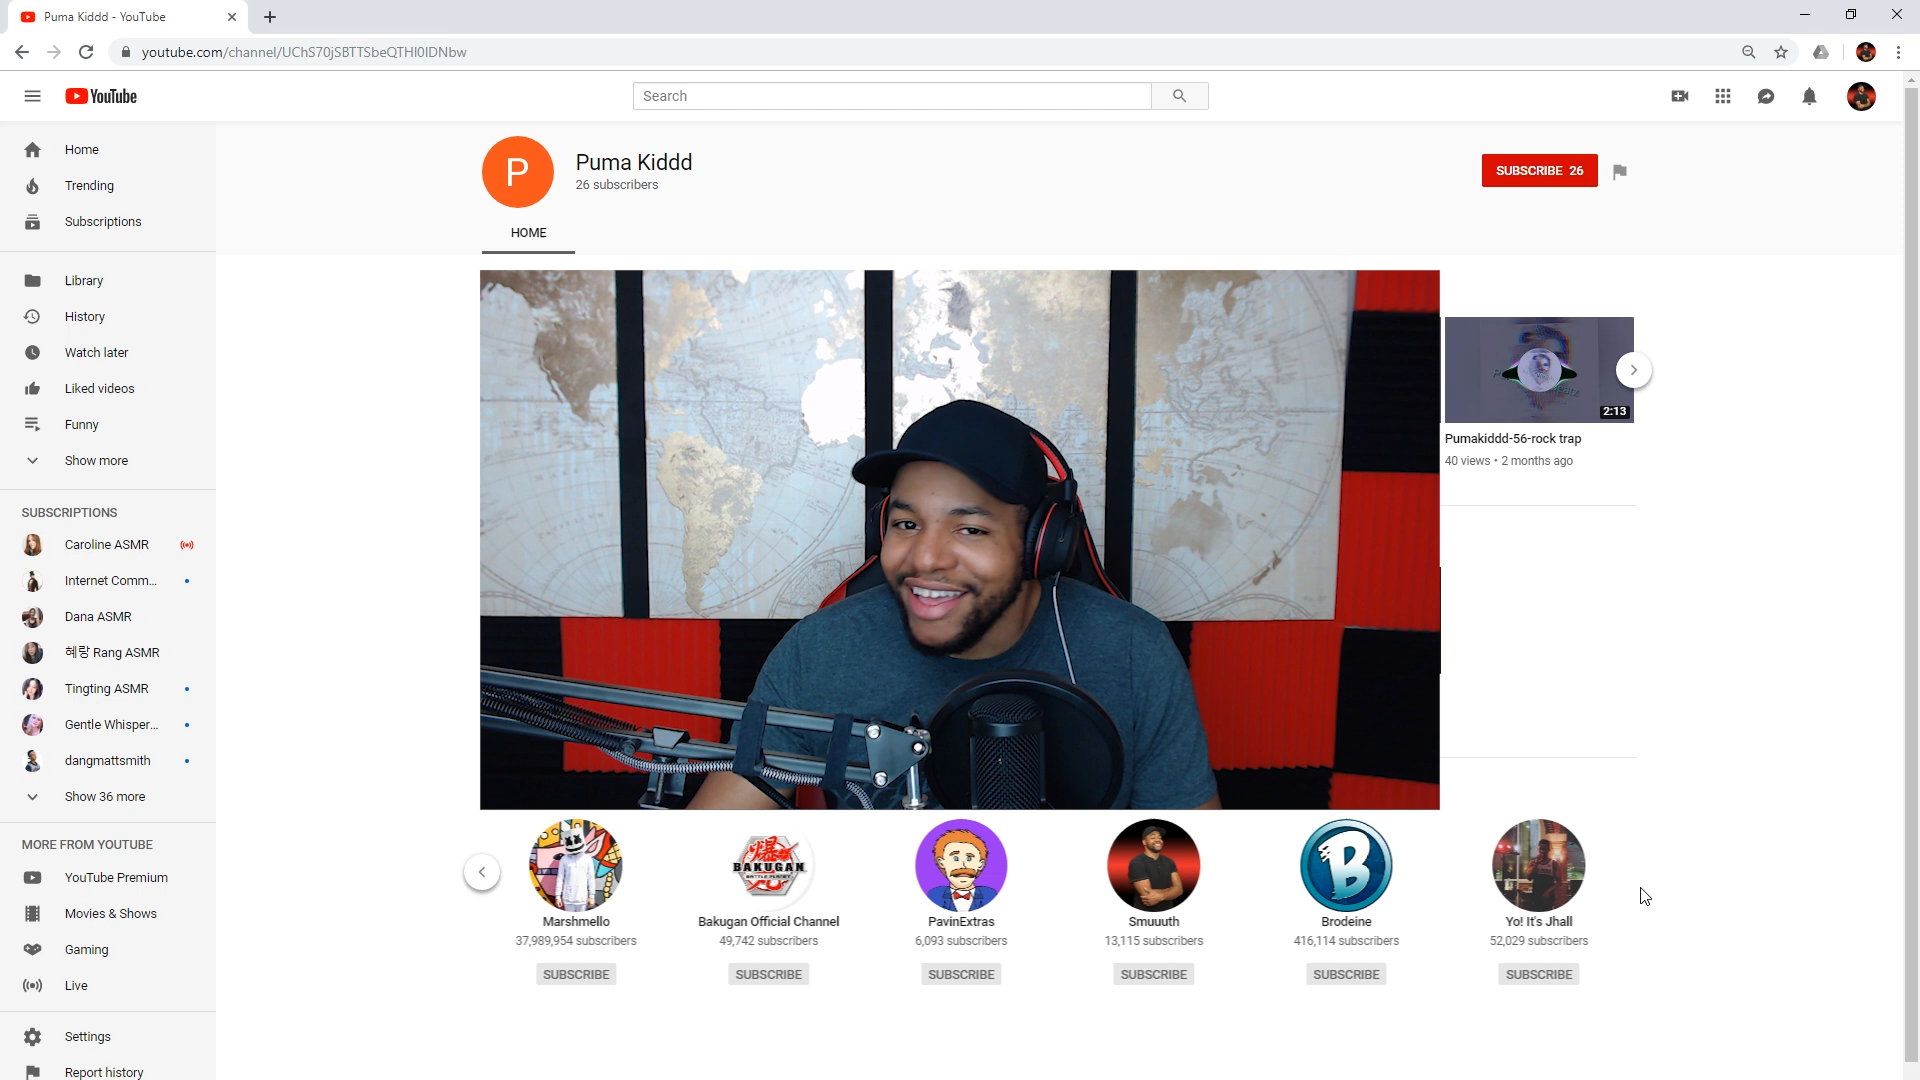 Puma Kiddd - YouTube
youtube.com/channel/UChS70jSBTTSbeQTHI0IDNbw
YouTube
Search
Home
Trending
Subscriptions
Library
History
Watch later
Liked videos
Funny
Show more
SUBSCRIPTIONS
Caroline ASMR
Internet Comm...
Dana ASMR
혜랑 Rang ASMR
Tingting ASMR
Gentle Whisper...
dangmattsmith
Show 36 more
MORE FROM YOUTUBE
YouTube Premium
Movies & Shows
Gaming
Live
Settings
Report history
P
Puma Kiddd
26 subscribers
SUBSCRIBE 26
HOME
2:13
Pumakiddd-56-rock trap
40 views • 2 months ago
爆
BAKUGAN
BATTLE PLANET
B
Marshmello
37,989,954 subscribers
SUBSCRIBE
Bakugan Official Channel
49,742 subscribers
SUBSCRIBE
PavinExtras
6,093 subscribers
SUBSCRIBE
Smuuuth
13,115 subscribers
SUBSCRIBE
Brodeine
416,114 subscribers
SUBSCRIBE
Yo! It's Jhall
52,029 subscribers
SUBSCRIBE